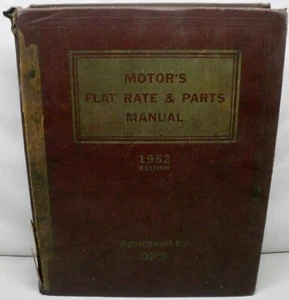 MOTOR'S
FLAT RATE & PARTS
MANUAL
1952
EDITION
Approved by
OPS